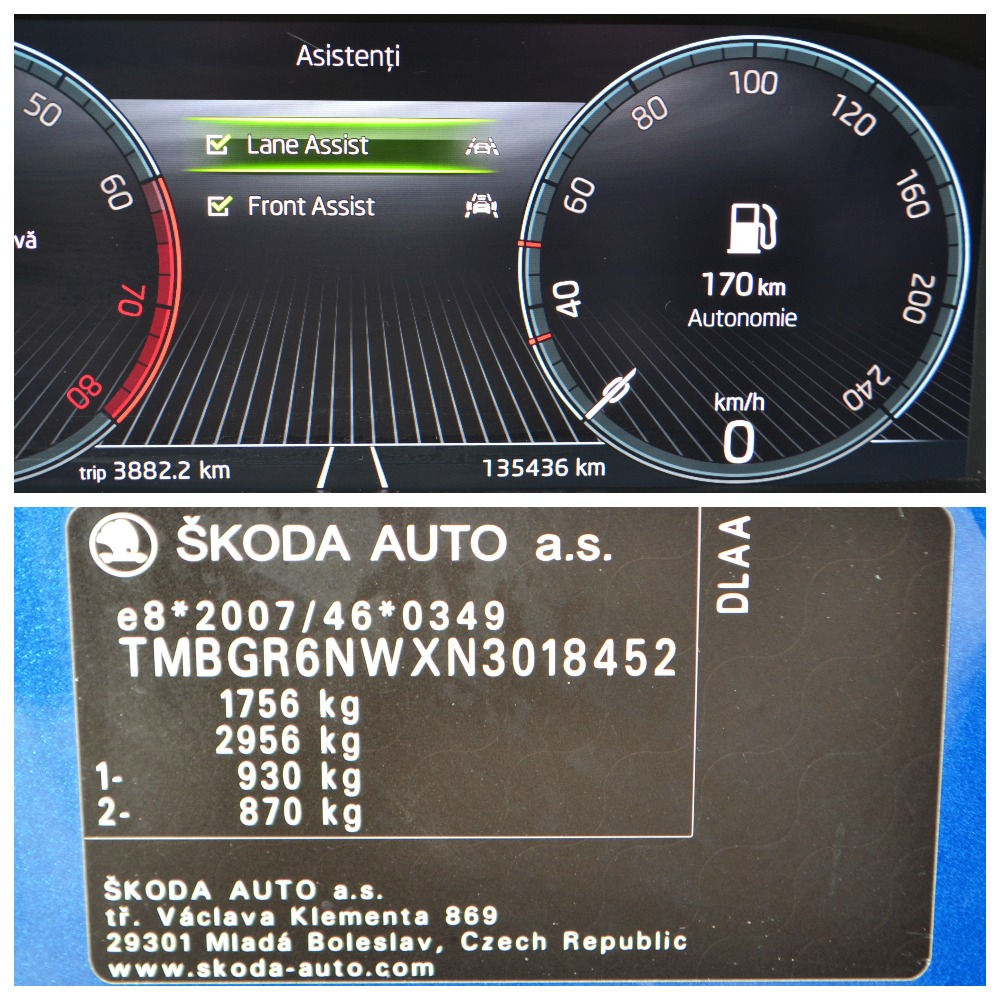 Asistenți
50
60
70
80
vă
Lane Assist
Front Assist
trip 3882.2 km
135436 km
40
60
80
100
120
160
200
240
170 km
Autonomie
km/h
0
ŠKODA AUTO a.s.
DLAA
e8*2007/46*0349
TMBGR6NWXN3018452
1756 kg
2956 kg
1- 930 kg
2- 870 kg
ŠKODA AUTO a.s.
tř. Václava Klementa 869
29301 Mladá Boleslav, Czech Republic
www.skoda-auto.com